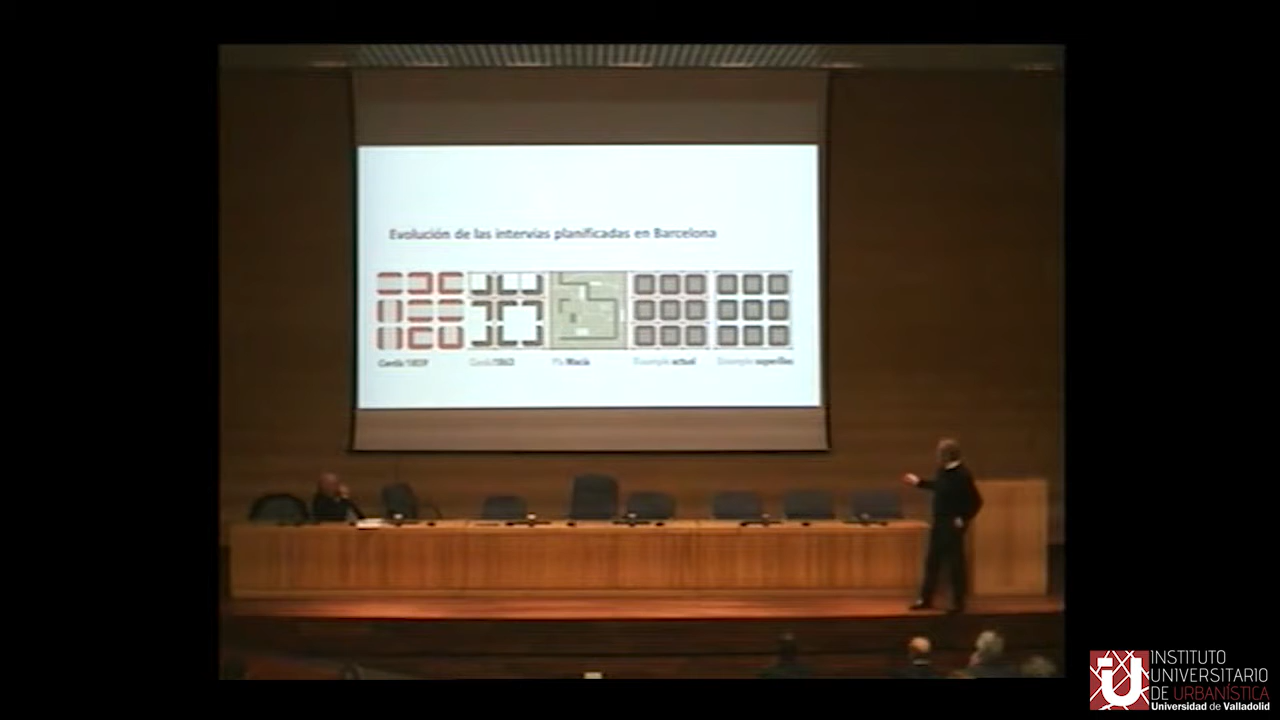 Evolución de las intervías planificadas en Barcelona
Cerdà 1859
Cerdà 1863
Pla Macià
Eixample actual
Eixample superilles
INSTITUTO
UNIVERSITARIO
DE URBANÍSTICA
Universidad de Valladolid